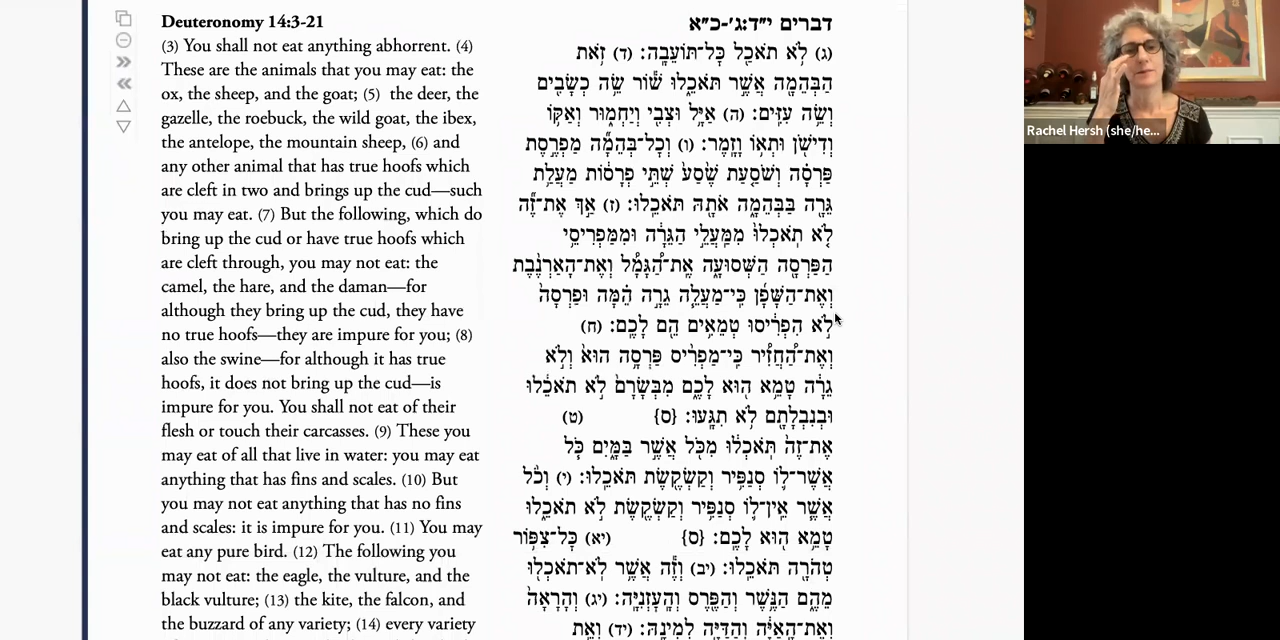 Deuteronomy 14:3-21
(3) You shall not eat anything abhorrent. (4)
These are the animals that you may eat: the
ox, the sheep, and the goat; (5) the deer, the
gazelle, the roebuck, the wild goat, the ibex,
the antelope, the mountain sheep, (6) and
any other animal that has true hoofs which
are cleft in two and brings up the cud—such
you may eat. (7) But the following, which do
bring up the cud or have true hoofs which
are cleft through, you may not eat: the
camel, the hare, and the daman—for
although they bring up the cud, they have
no true hoofs—they are impure for you; (8)
also the swine—for although it has true
hoofs, it does not bring up the cud—is
impure for you. You shall not eat of their
flesh or touch their carcasses. (9) These you
may eat of all that live in water: you may eat
anything that has fins and scales. (10) But
you may not eat anything that has no fins
and scales: it is impure for you. (11) You may
eat any pure bird. (12) The following you
may not eat: the eagle, the vulture, and the
black vulture; (13) the kite, the falcon, and
the buzzard of any variety; (14) every variety
דברים י״ד:ג׳-כ״א
(ג) לֹ֥א תֹאכַ֖ל כׇּל־תּוֹעֵבָֽה׃ (ד) זֹ֥את
הַבְּהֵמָ֖ה אֲשֶׁ֣ר תֹּאכֵ֑לוּ שׁ֕וֹר שֵׂ֥ה כְשָׂבִ֖ים
וְשֵׂ֥ה עִזִּֽים׃ (ה) אַיָּ֥ל וּצְבִ֖י וְיַחְמ֑וּר וְאַקּ֥וֹ
וְדִישֹׁ֖ן וּתְא֥וֹ וָזָֽמֶר׃ (ו) וְכׇל־בְּהֵמָ֞ה מַפְרֶ֣סֶת
פַּרְסָ֗ה וְשֹׁסַ֤עַת שֶׁ֙סַע֙ שְׁתֵּ֣י פְרָס֔וֹת מַעֲלַ֥ת
גֵּרָ֖ה בַּבְּהֵמָ֑ה אֹתָ֖הּ תֹּאכֵֽלוּ׃ (ז) אַ֣ךְ אֶת־זֶ֞ה
לֹ֤א תֹֽאכְלוּ֙ מִמַּֽעֲלֵ֣י הַגֵּרָ֔ה וּמִמַּפְרִיסֵ֥י
הַפַּרְסָ֖ה הַשְּׁסוּעָ֑ה אֶֽת־הַ֠גָּמָ֠ל וְאֶת־הָאַרְנֶ֨בֶת
וְאֶת־הַשָּׁפָ֜ן כִּֽי־מַעֲלֵ֧ה גֵרָ֣ה הֵ֗מָּה וּפַרְסָה֙
לֹ֣א הִפְרִ֔יסוּ טְמֵאִ֥ים הֵ֖ם לָכֶֽם׃ (ח)
וְאֶת־הַ֠חֲזִ֠יר כִּֽי־מַפְרִ֨יס פַּרְסָ֥ה הוּא֙ וְלֹ֣א
גֵרָ֔ה טָמֵ֥א ה֖וּא לָכֶ֑ם מִבְּשָׂרָם֙ לֹ֣א תֹאכֵ֔לוּ
וּבְנִבְלָתָ֖ם לֹ֥א תִגָּֽעוּ׃ {ס} (ט)
אֶת־זֶה֙ תֹּֽאכְל֔וּ מִכֹּ֖ל אֲשֶׁ֣ר בַּמָּ֑יִם כֹּ֧ל
אֲשֶׁר־ל֛וֹ סְנַפִּ֥יר וְקַשְׂקֶ֖שֶׂת תֹּאכֵֽלוּ׃ (י) וְכֹ֨ל
אֲשֶׁ֧ר אֵֽין־ל֛וֹ סְנַפִּ֥יר וְקַשְׂקֶ֖שֶׂת לֹ֣א תֹאכֵ֑לוּ
טָמֵ֥א ה֖וּא לָכֶֽם׃ {ס} (יא) כׇּל־צִפּ֥וֹר
טְהֹרָ֖ה תֹּאכֵֽלוּ׃ (יב) וְזֶ֕ה אֲשֶׁ֥ר לֹֽא־תֹאכְל֖וּ
מֵהֶ֑ם הַנֶּ֥שֶׁר וְהַפֶּ֖רֶס וְהָֽעׇזְנִיָּֽה׃ (יג) וְהָרָאָה֙
וְאֶת־הָ֣אַיָּ֔ה וְהַדַּיָּ֖ה לְמִינָֽהּ׃ (יד) וְאֵ֥ת
Rachel Hersh (she/he...